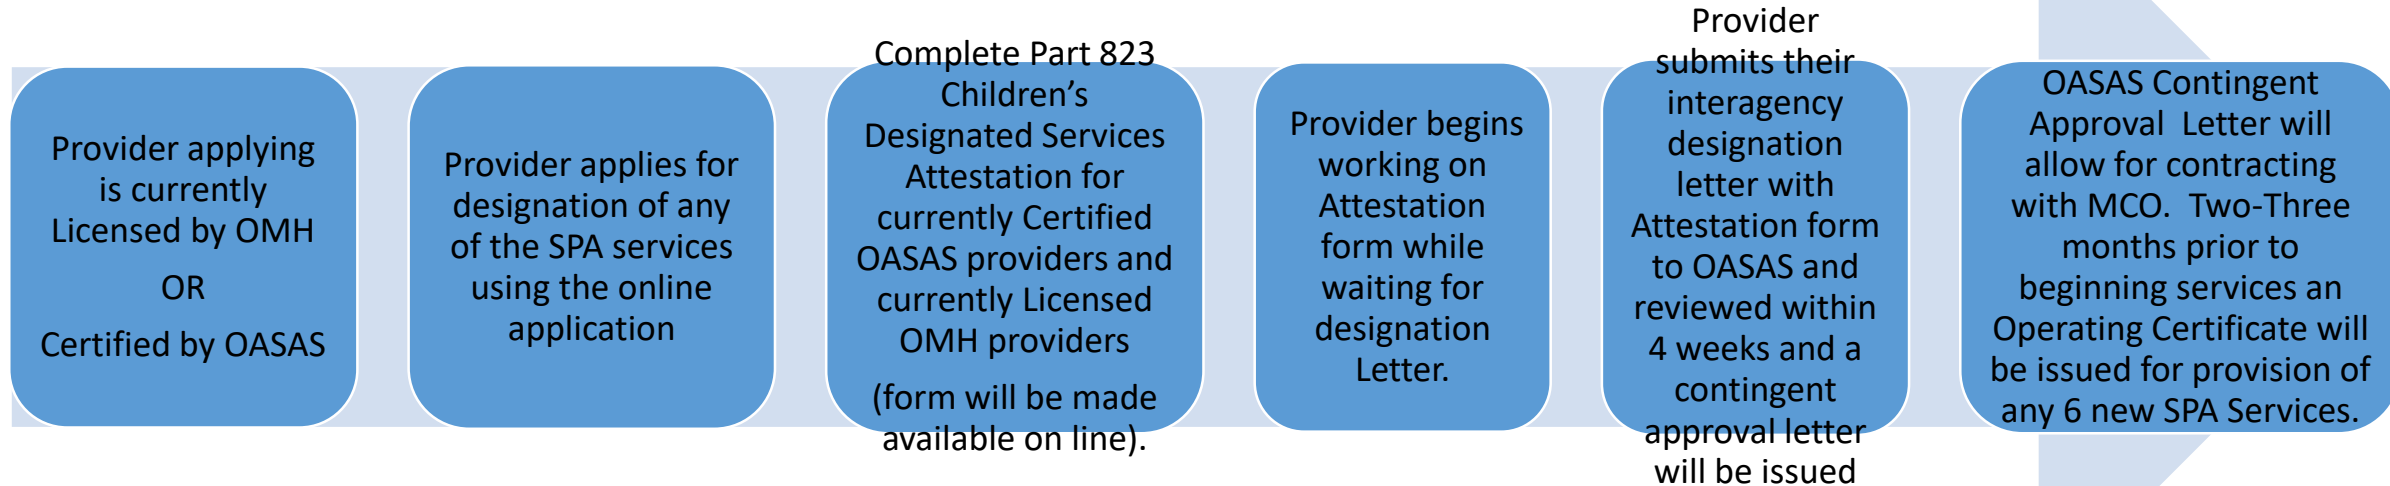 Provider applying
is currently
Licensed by OMH
OR
Certified by OASAS
Provider applies for
designation of any
of the SPA services
using the online
application
Complete Part 823
Children’s
Designated Services
Attestation for
currently Certified
OASAS providers and
currently Licensed
OMH providers
(form will be made
available on line).
Provider begins
working on
Attestation
form while
waiting for
designation
Letter.
Provider
submits their
interagency
designation
letter with
Attestation form
to OASAS and
reviewed within
4 weeks and a
contingent
approval letter
will be issued
OASAS Contingent
Approval  Letter will
allow for contracting
with MCO.  Two-Three
months prior to
beginning services an
Operating Certificate will
be issued for provision of
any 6 new SPA Services.